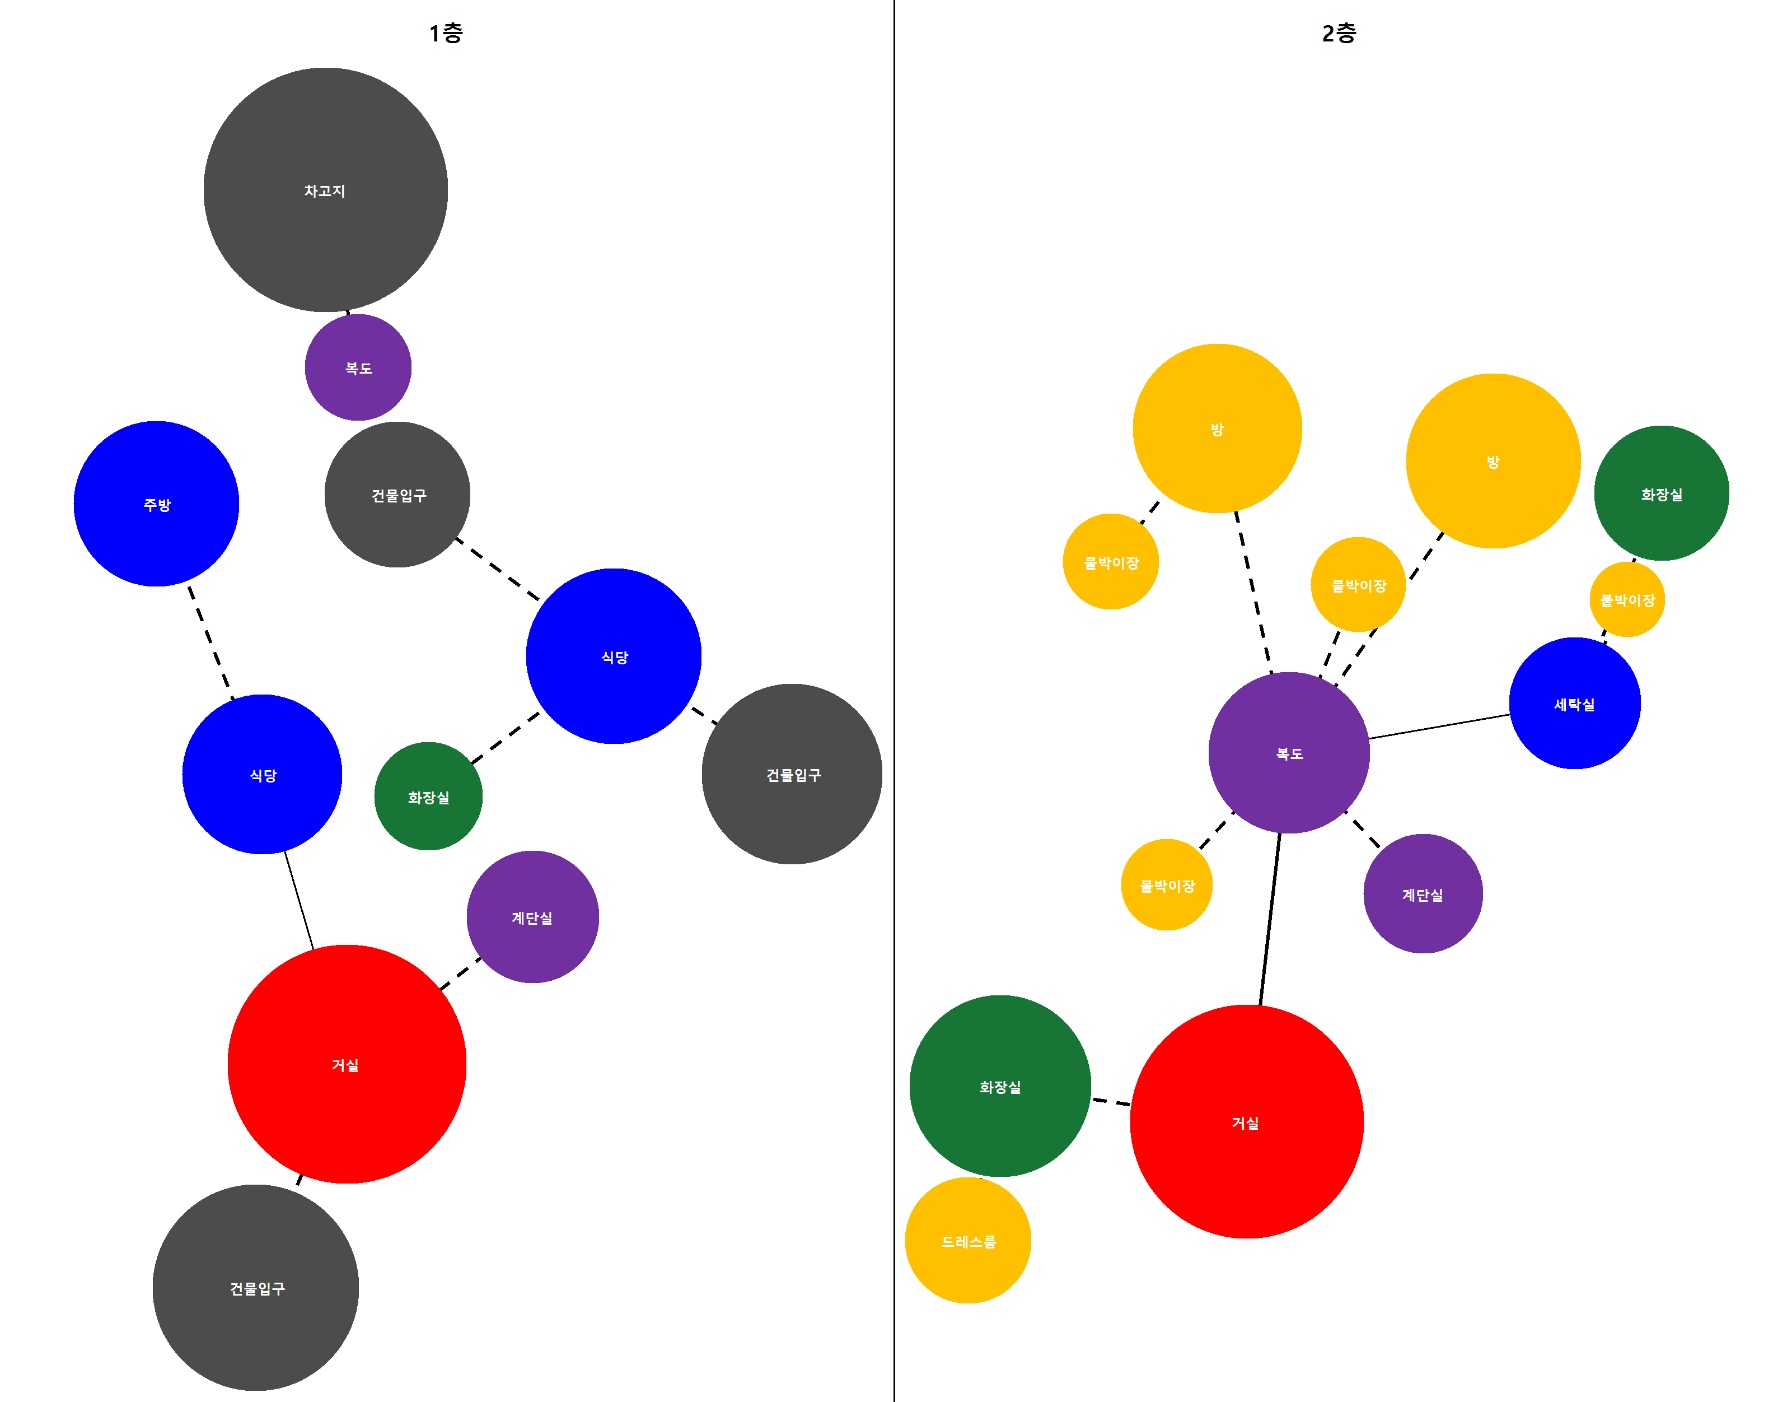 1층
차고지
복도
주방
건물입구
식당
식당
화장실
건물입구
계단실
거실
건물입구
2층
방
방
화장실
붙박이장
붙박이장
붙박이장
세탁실
복도
붙박이장
계단실
화장실
거실
드레스룸